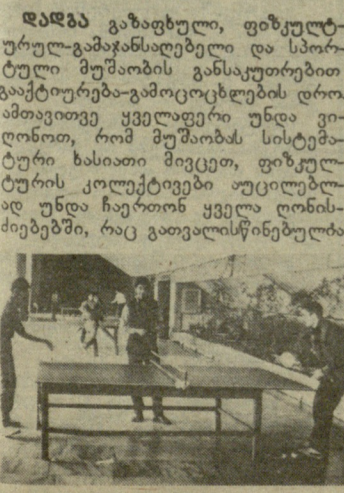 დადგა გაზაფხული, ფიზკულტ-
ურულ-გამაჯანსაღებელი და სპორ-
ტული მუშაობის განსაკუთრებით
გააქტიურება-გამოცოცხლების დრო.
ამთავითვე ყველაფერი უნდა ვი-
ღონოთ, რომ მუშაობას სისტემა-
ტური ხასიათი მივცეთ, ფიზკულ-
ტურის კოლექტივები აუცილებლ-
ად უნდა ჩაერთონ ყველა ღონის-
ძიებებში, რაც გათვალისწინებულია